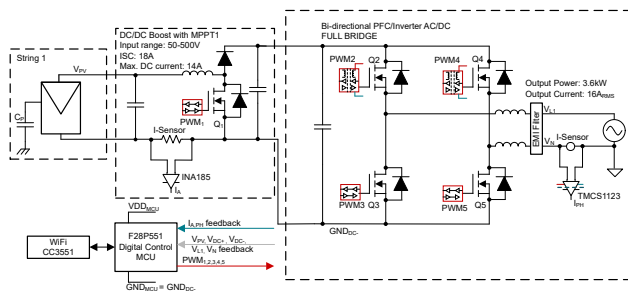 String 1
VPV
CP
DC/DC Boost with MPPT1
Input range: 50-500V
ISC: 18A
Max. DC current: 14A
PWM1
Q1
I-Sensor
INA185
IA
Bi-directional PFC/Inverter AC/DC
FULL BRIDGE
PWM2
Q2
PWM4
Q4
Output Power: 3.6kW
Output Current: 16ARMS
EMI Filter
VL1
VN
I-Sensor
TMCS1123
IPH
PWM3
Q3
PWM5
Q5
GNDDC-
VDDMCU
WiFi
CC3551
F28P551
Digital Control
MCU
IA,PH feedback
VPV, VDC+, VDC-,
VL1, VN feedback
PWM1,2,3,4,5
GNDMCU = GNDDC-